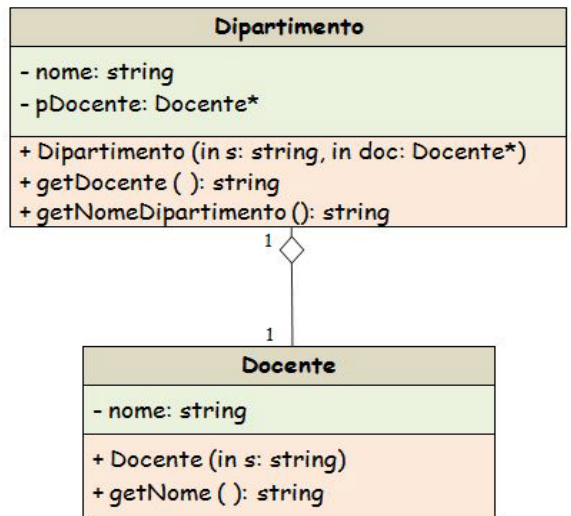 Dipartimento
- nome: string
- pDocente: Docente*
+ Dipartimento (in s: string, in doc: Docente*)
+ getDocente ( ): string
+ getNomeDipartimento (): string
1
1
Docente
- nome: string
+ Docente (in s: string)
+ getNome ( ): string